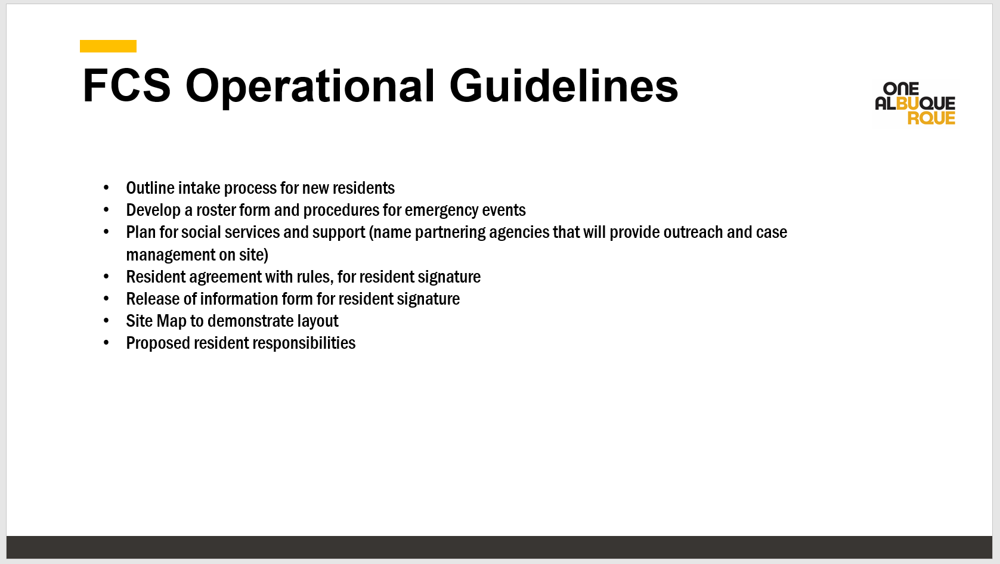 FCS Operational Guidelines
ONE
ALBUQUE
RQUE
• Outline intake process for new residents
• Develop a roster form and procedures for emergency events
• Plan for social services and support (name partnering agencies that will provide outreach and case
management on site)
• Resident agreement with rules, for resident signature
• Release of information form for resident signature
• Site Map to demonstrate layout
• Proposed resident responsibilities